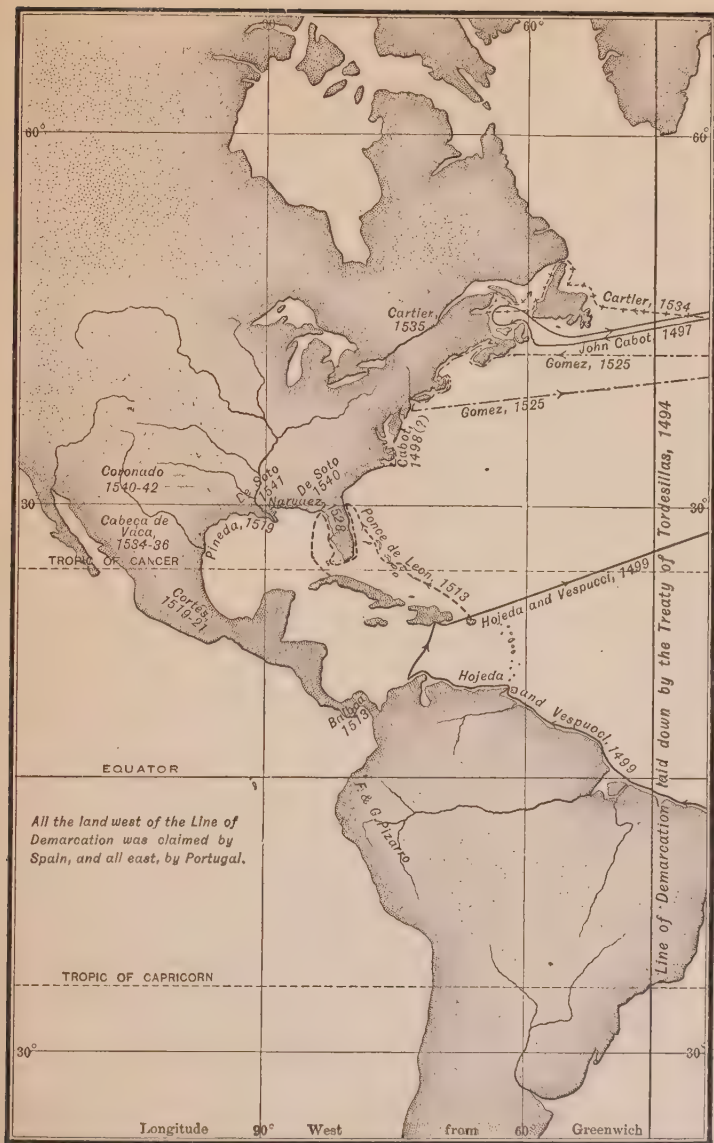 60°
60°
60°
Cartier, 1534
Cartier,
1535
John Cabot, 1497
Gomez, 1525
Gomez, 1525
Cabot,
1498(?)
Line of Demarcation laid down by the Treaty of Tordesillas, 1494
De Soto
1540
De Soto
1541
Coronado
1540-42
Narvaez, 1528
30
30°
Cabeça de
Vaca,
1534-36
Pineda, 1519
Ponce de Leon, 1513
TROPIC OF CANCER
Cortés,
1519-21
Hojeda and Vespucci, 1499
Hojeda and Vespucci, 1499
Balboa
1513
EQUATOR
F. & G. Pizarro
All the land west of the Line of
Demarcation was claimed by
Spain, and all east, by Portugal.
TROPIC OF CAPRICORN
30°
30°
Longitude 90° West from 60° Greenwich